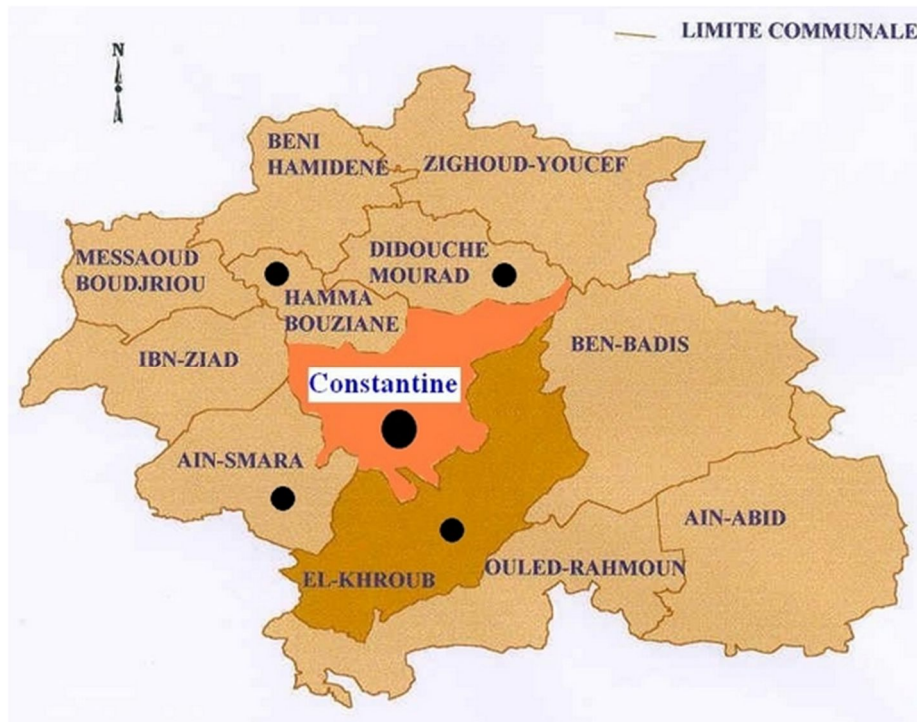 LIMITE COMMUNALE
N
BENI
HAMIDENE
ZIGHOUD-YOUCEF
MESSAOUD
BOUDJRIOU
DIDOUCHE
MOURAD
HAMMA
BOUZIANE
IBN-ZIAD
BEN-BADIS
Constantine
AIN-SMARA
AIN-ABID
OULED-RAHMOUN
EL-KHROUB